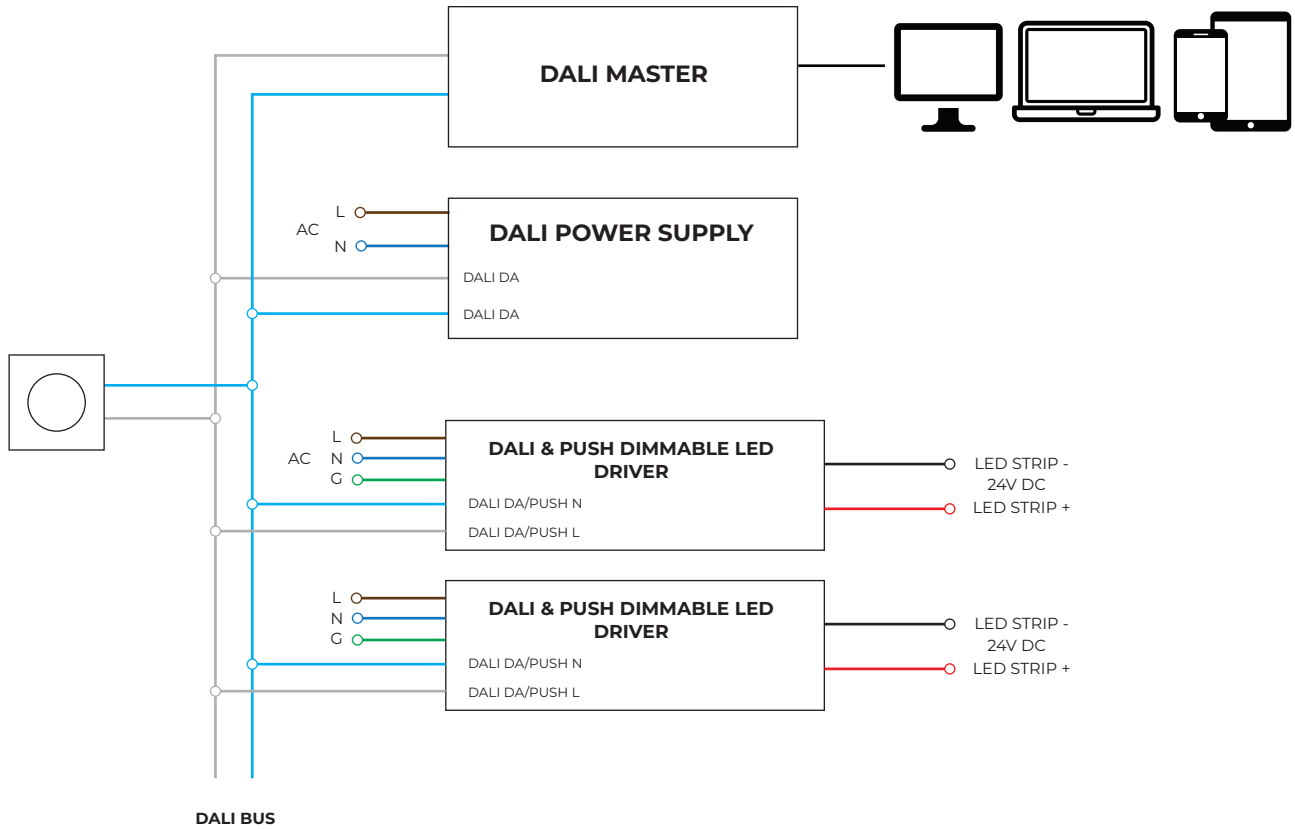 DALI MASTER
L
AC
N
DALI POWER SUPPLY
DALI DA
DALI DA
L
AC N
G
DALI & PUSH DIMMABLE LED
DRIVER
DALI DA/PUSH N
DALI DA/PUSH L
LED STRIP -
24V DC
LED STRIP +
L
N
G
DALI & PUSH DIMMABLE LED
DRIVER
DALI DA/PUSH N
DALI DA/PUSH L
LED STRIP -
24V DC
LED STRIP +
DALI BUS